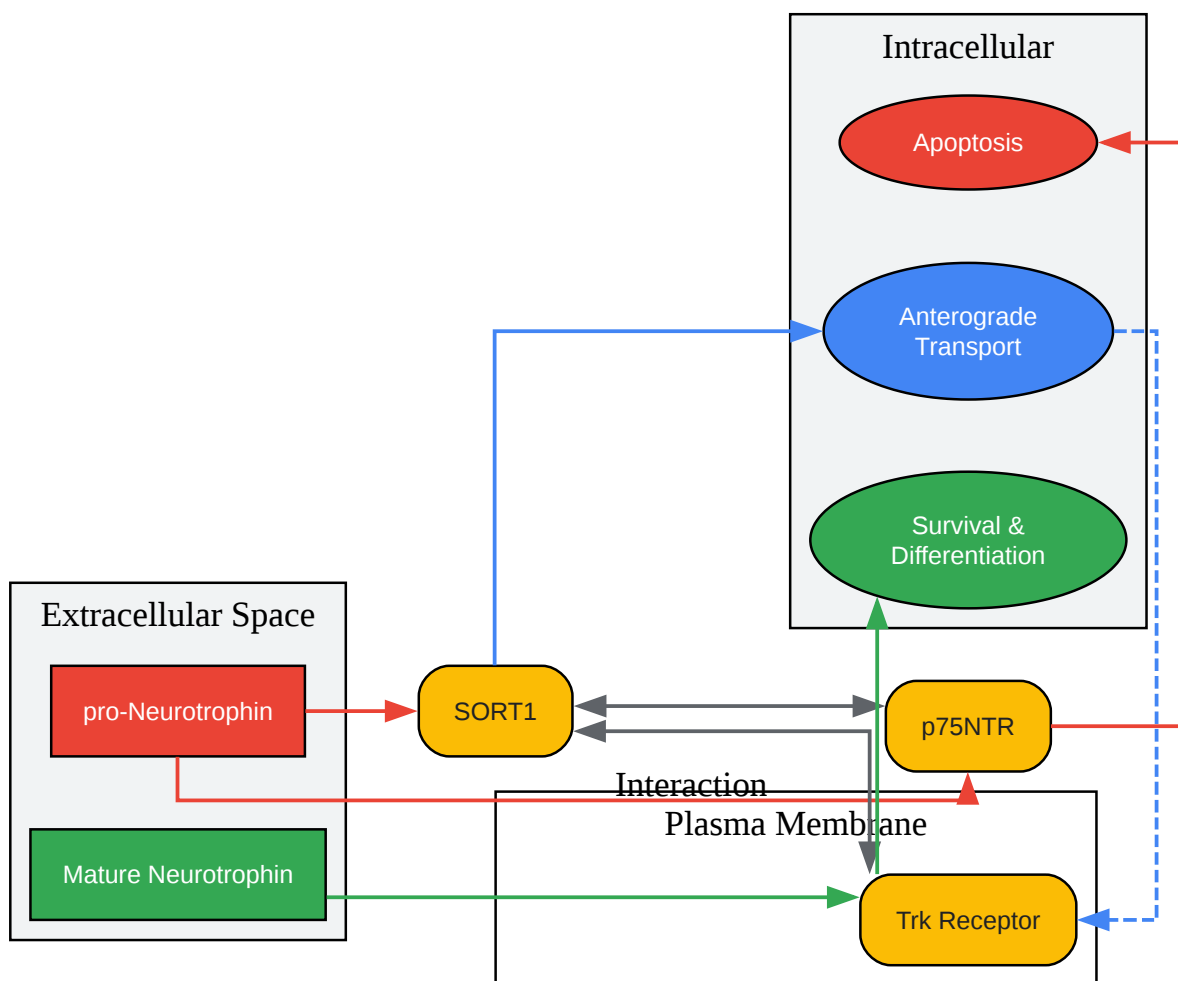 Intracellular
Apoptosis
Anterograde
Transport
Survival &
Differentiation
Extracellular Space
pro-Neurotrophin
SORT1
p75NTR
Interaction
Plasma Membrane
Mature Neurotrophin
Trk Receptor